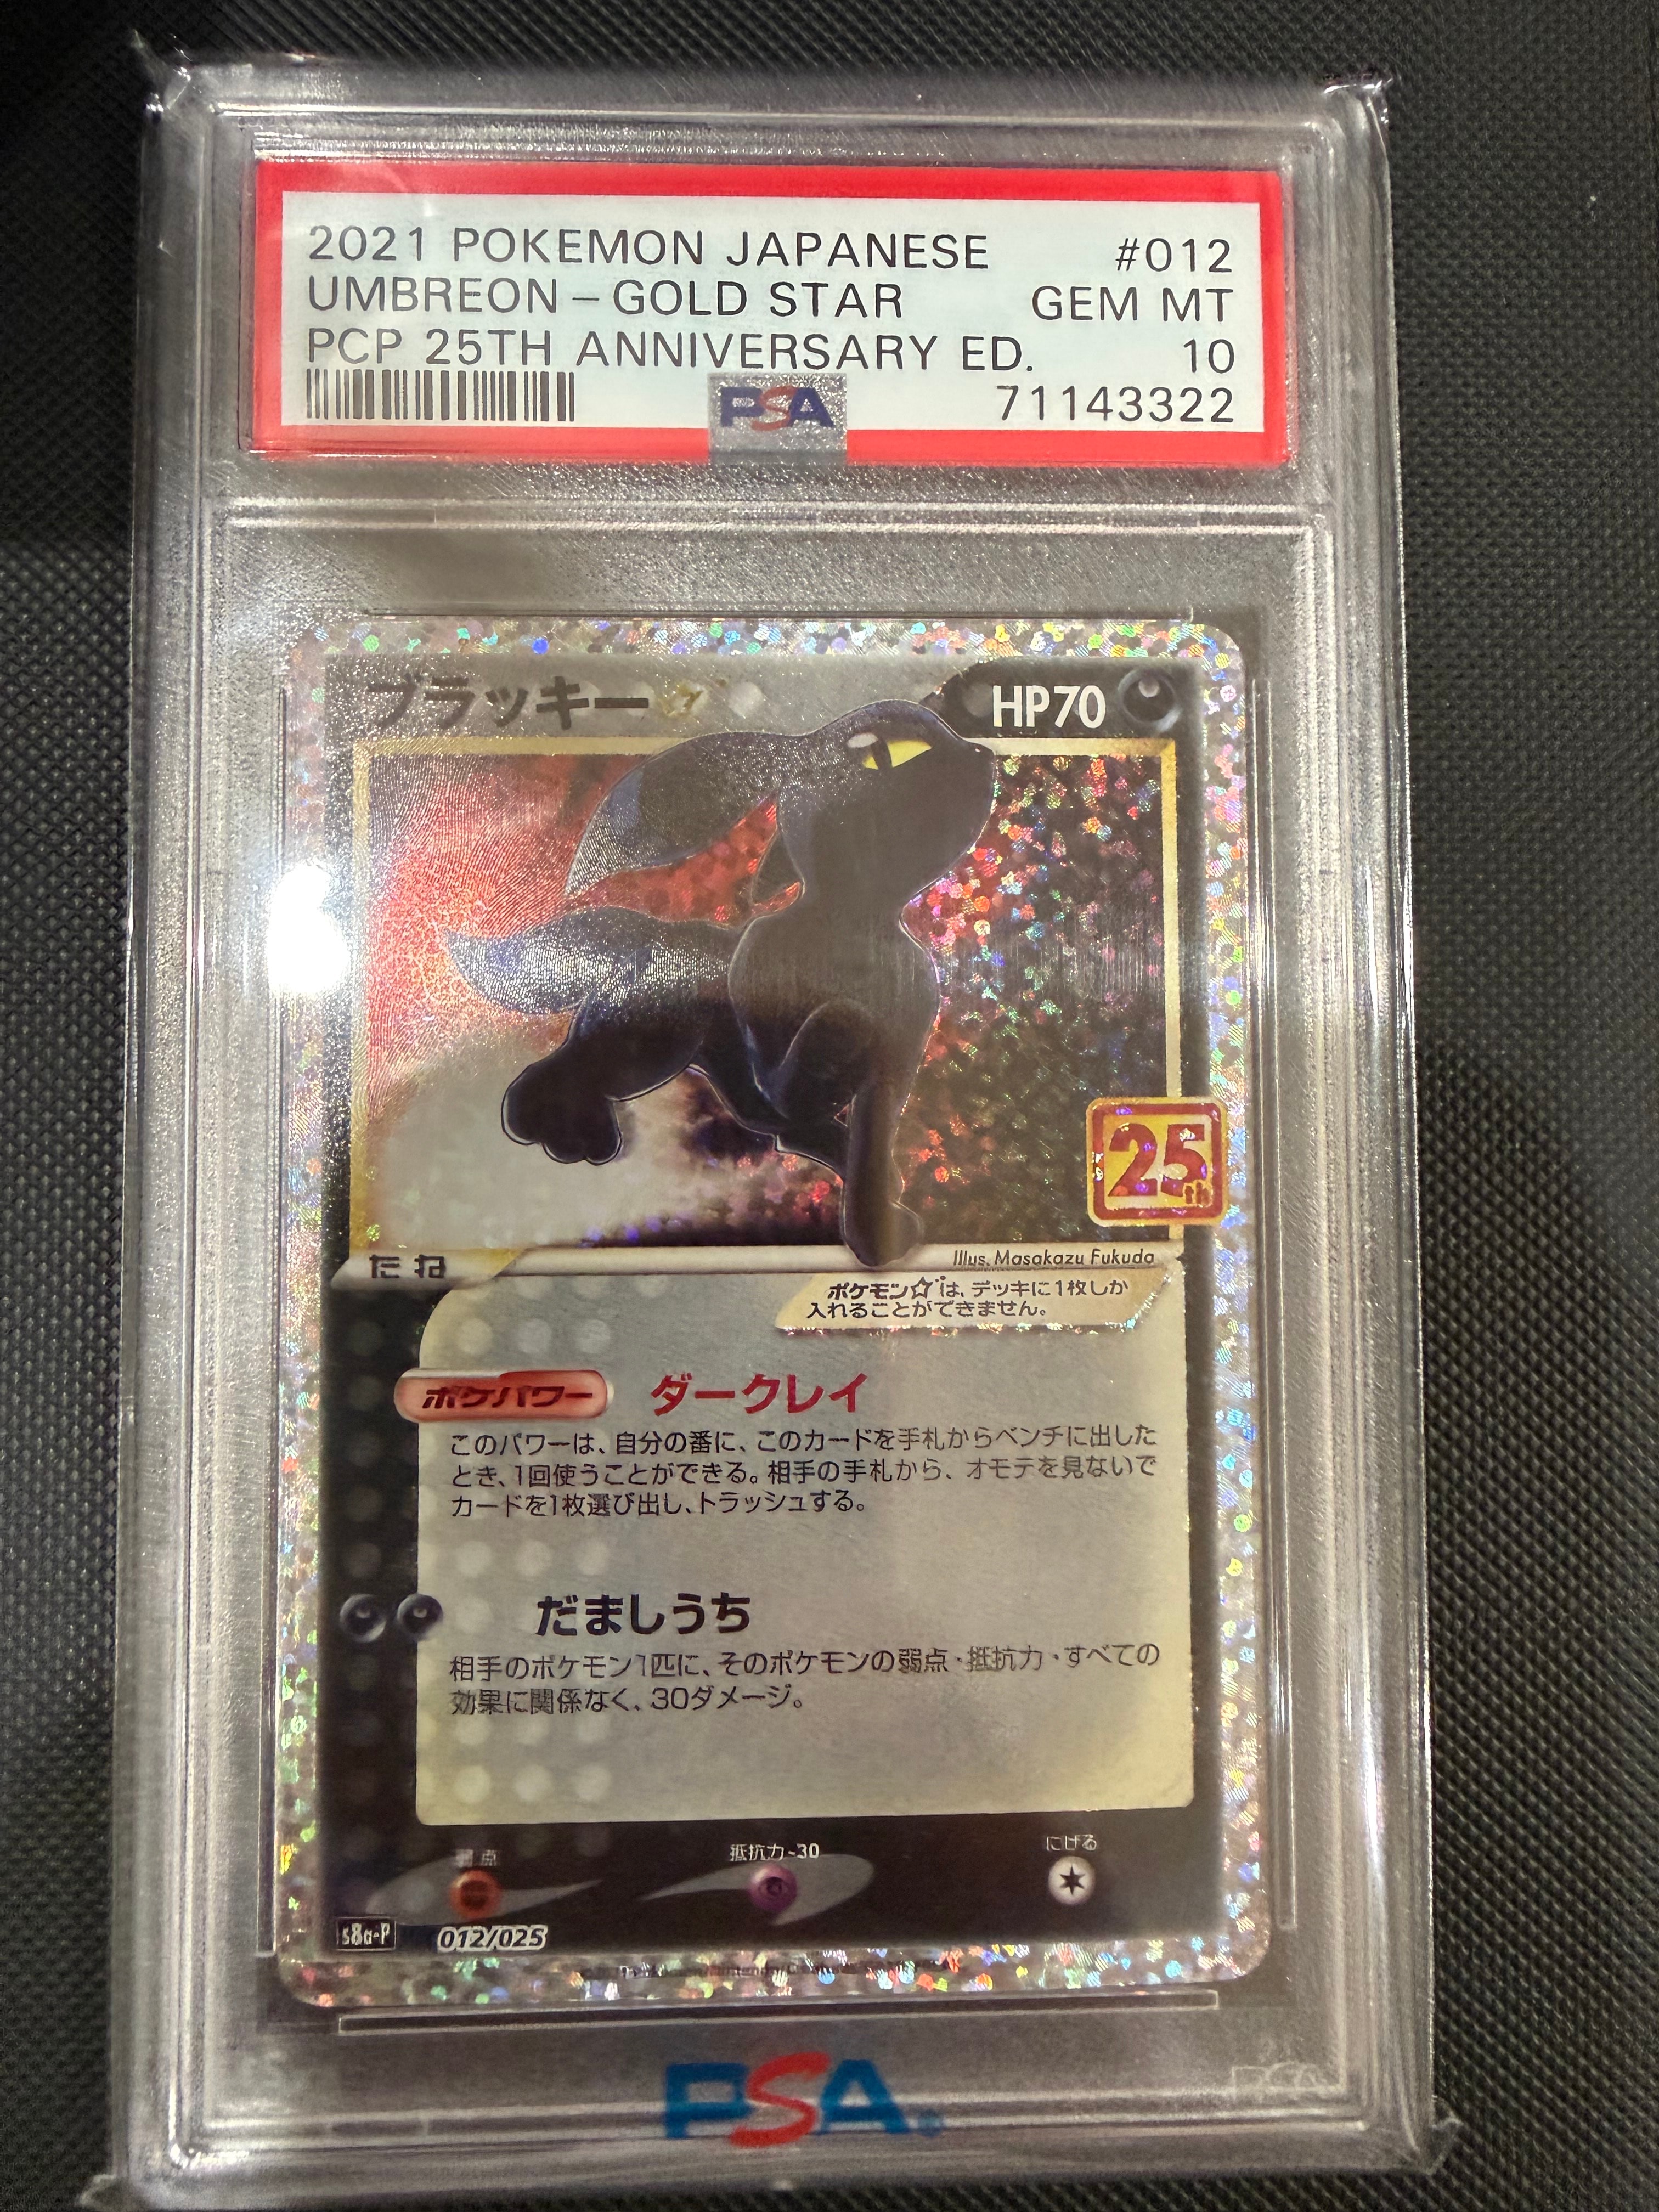 2021 POKEMON JAPANESE #012
UMBREON - GOLD STAR GEM MT
PCP 25TH ANNIVERSARY ED. 10
PSA 71143322
ブラッキー☆ HP70
25th
たね Illus. Masakazu Fukuda
ポケモン☆は、デッキに1枚しか
入れることができません。
ポケパワー ダークレイ
このパワーは、自分の番に、このカードを手札からベンチに出した
とき、1回使うことができる。相手の手札から、オモテを見ないで
カードを1枚選び出し、トラッシュする。
だましうち
相手のポケモン1匹に、そのポケモンの弱点・抵抗力・すべての
効果に関係なく、30ダメージ。
弱点 抵抗力 -30 にげる
s8a-P 012/025
PSA®